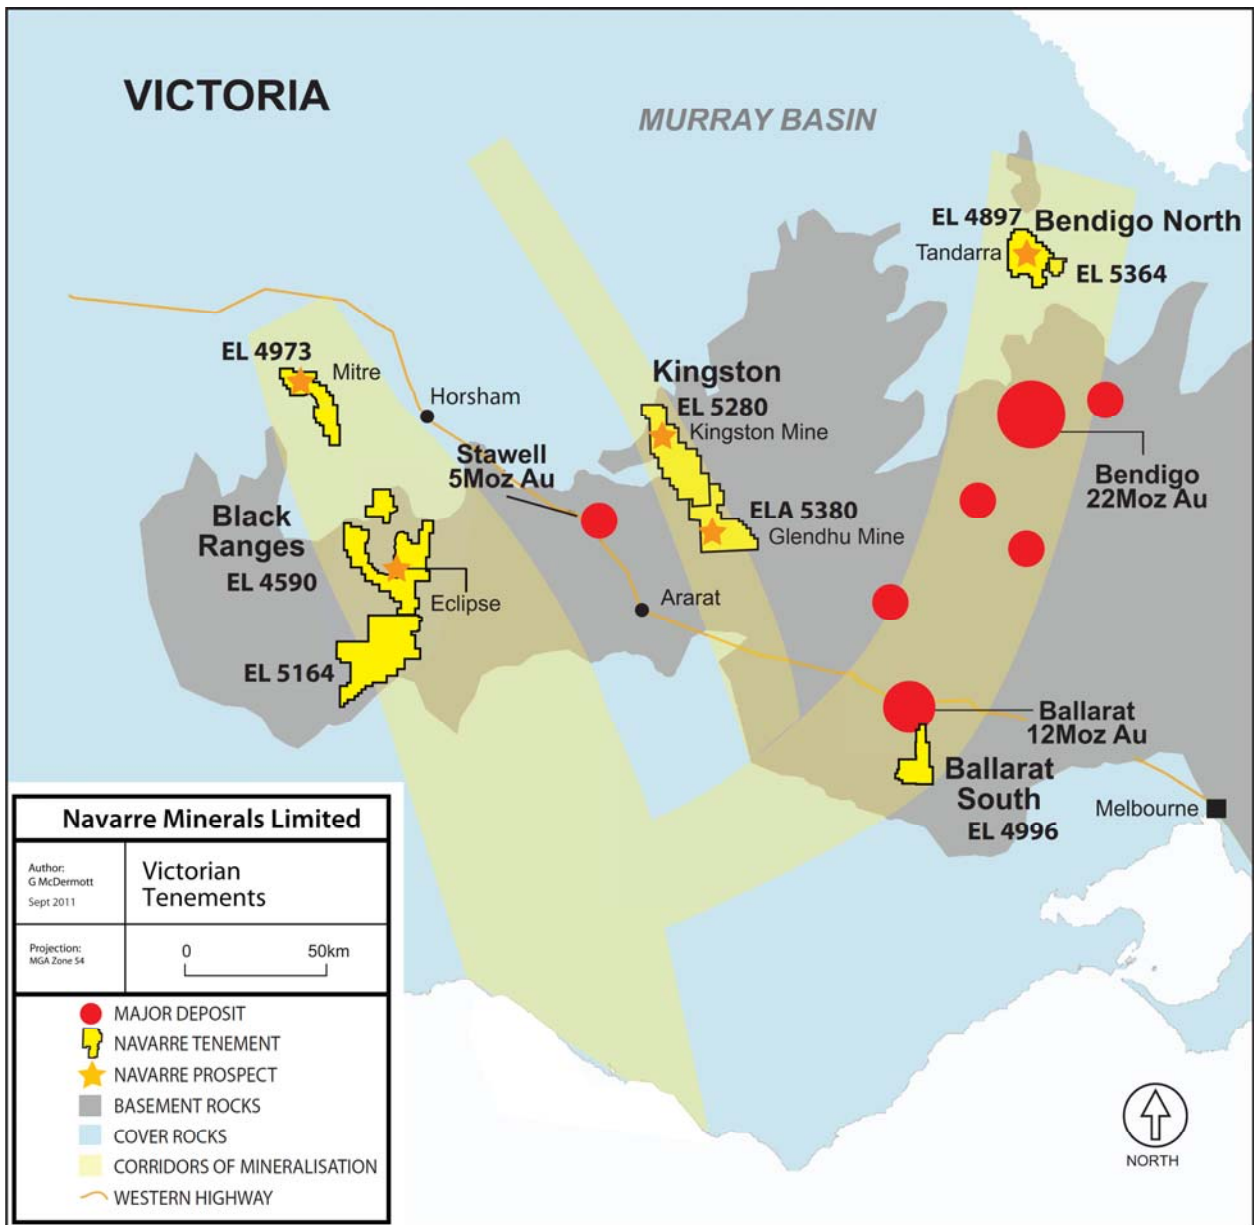 VICTORIA
MURRAY BASIN
EL 4897
Bendigo North
Tandarra
EL 5364
EL 4973
Mitre
Horsham
Kingston
EL 5280
Kingston Mine
Stawell
5Moz Au
Bendigo
22Moz Au
Black
Ranges
EL 4590
Eclipse
ELA 5380
Glendhu Mine
Ararat
EL 5164
Ballarat
12Moz Au
Ballarat
South
EL 4996
Melbourne
Navarre Minerals Limited
Author:
G McDermott
Sept 2011
Victorian
Tenements
Projection:
MGA Zone 54
0 50km
MAJOR DEPOSIT
NAVARRE TENEMENT
NAVARRE PROSPECT
BASEMENT ROCKS
COVER ROCKS
CORRIDORS OF MINERALISATION
WESTERN HIGHWAY
NORTH